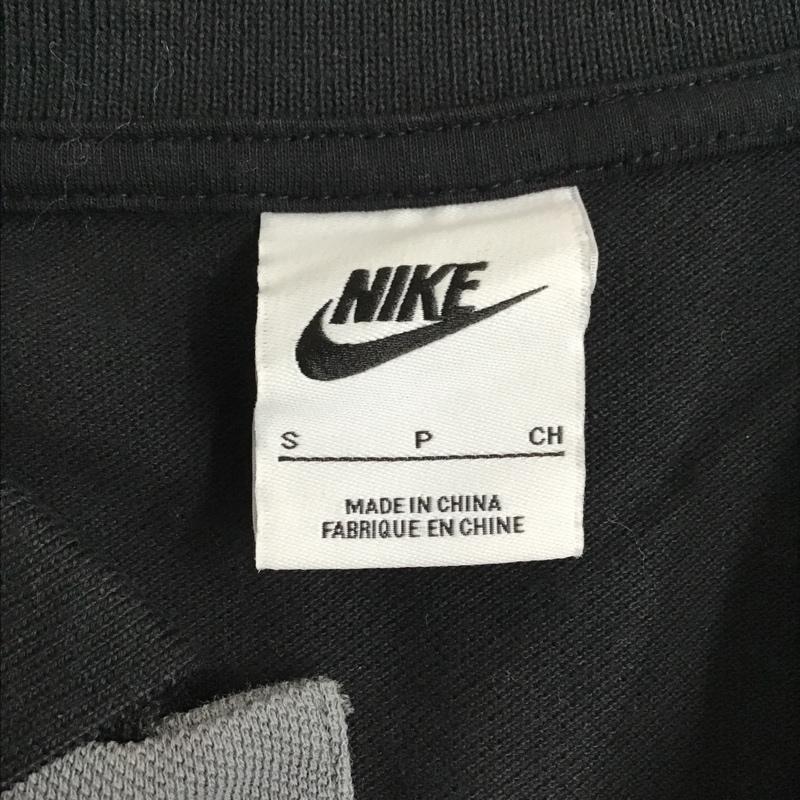 NIKE
S P CH
MADE IN CHINA
FABRIQUE EN CHINE